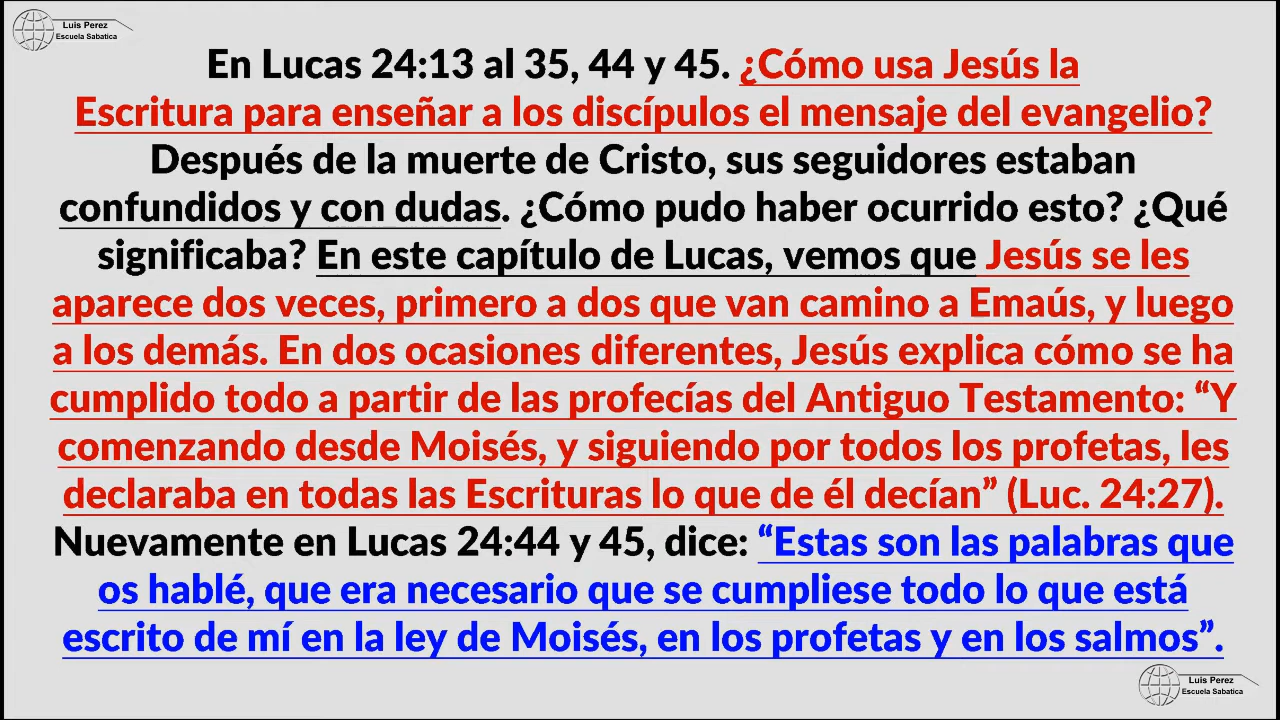 Luis Perez
Escuela Sabatica
En Lucas 24:13 al 35, 44 y 45. ¿Cómo usa Jesús la
Escritura para enseñar a los discípulos el mensaje del evangelio?
Después de la muerte de Cristo, sus seguidores estaban
confundidos y con dudas. ¿Cómo pudo haber ocurrido esto? ¿Qué
significaba? En este capítulo de Lucas, vemos que Jesús se les
aparece dos veces, primero a dos que van camino a Emaús, y luego
a los demás. En dos ocasiones diferentes, Jesús explica cómo se ha
cumplido todo a partir de las profecías del Antiguo Testamento: “Y
comenzando desde Moisés, y siguiendo por todos los profetas, les
declaraba en todas las Escrituras lo que de él decían” (Luc. 24:27).
Nuevamente en Lucas 24:44 y 45, dice: “Estas son las palabras que
os hablé, que era necesario que se cumpliese todo lo que está
escrito de mí en la ley de Moisés, en los profetas y en los salmos”.
Luis Perez
Escuela Sabatica